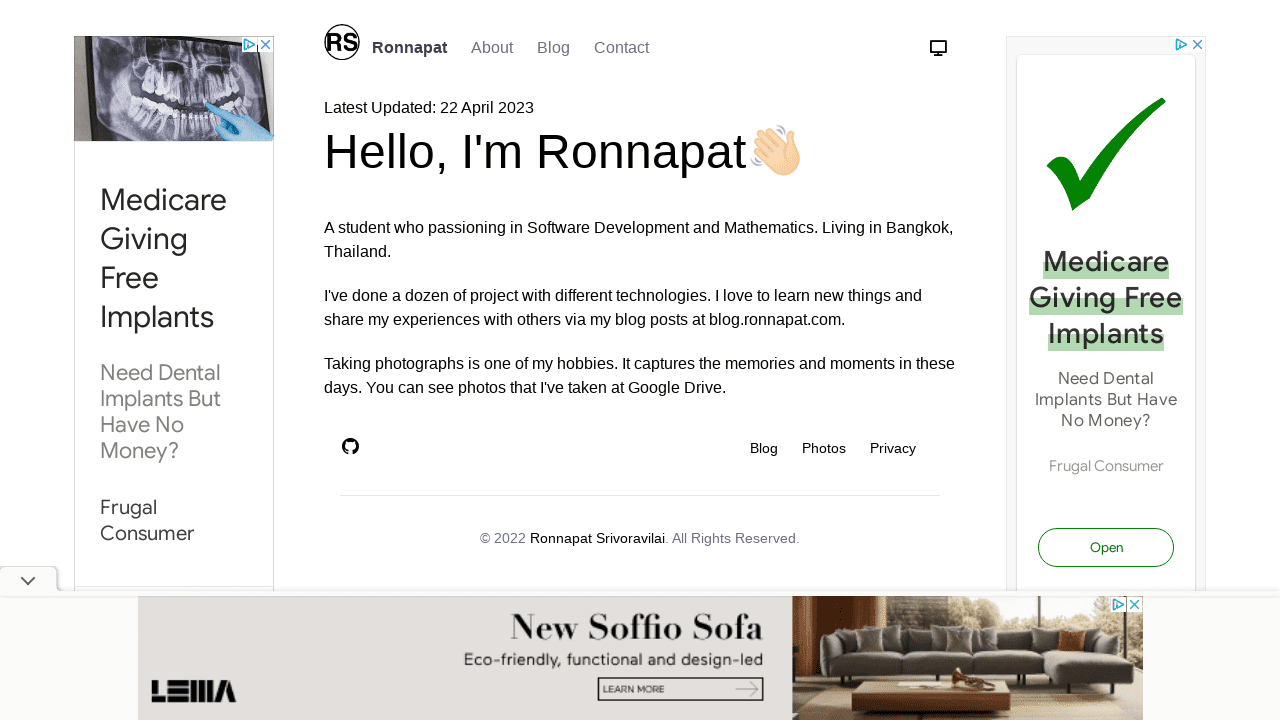 RS
Ronnapat
About
Blog
Contact
Latest Updated: 22 April 2023
Hello, I'm Ronnapat👋🏻
A student who passioning in Software Development and Mathematics. Living in Bangkok,
Thailand.
I've done a dozen of project with different technologies. I love to learn new things and
share my experiences with others via my blog posts at blog.ronnapat.com.
Taking photographs is one of my hobbies. It captures the memories and moments in these
days. You can see photos that I've taken at Google Drive.
Blog
Photos
Privacy
© 2022 Ronnapat Srivoravilai. All Rights Reserved.
Medicare
Giving
Free
Implants
Need Dental
Implants But
Have No
Money?
Frugal
Consumer
Medicare
Giving Free
Implants
Need Dental
Implants But Have
No Money?
Frugal Consumer
Open
New Soffio Sofa
Eco-friendly, functional and design-led
LEARN MORE
LEMA